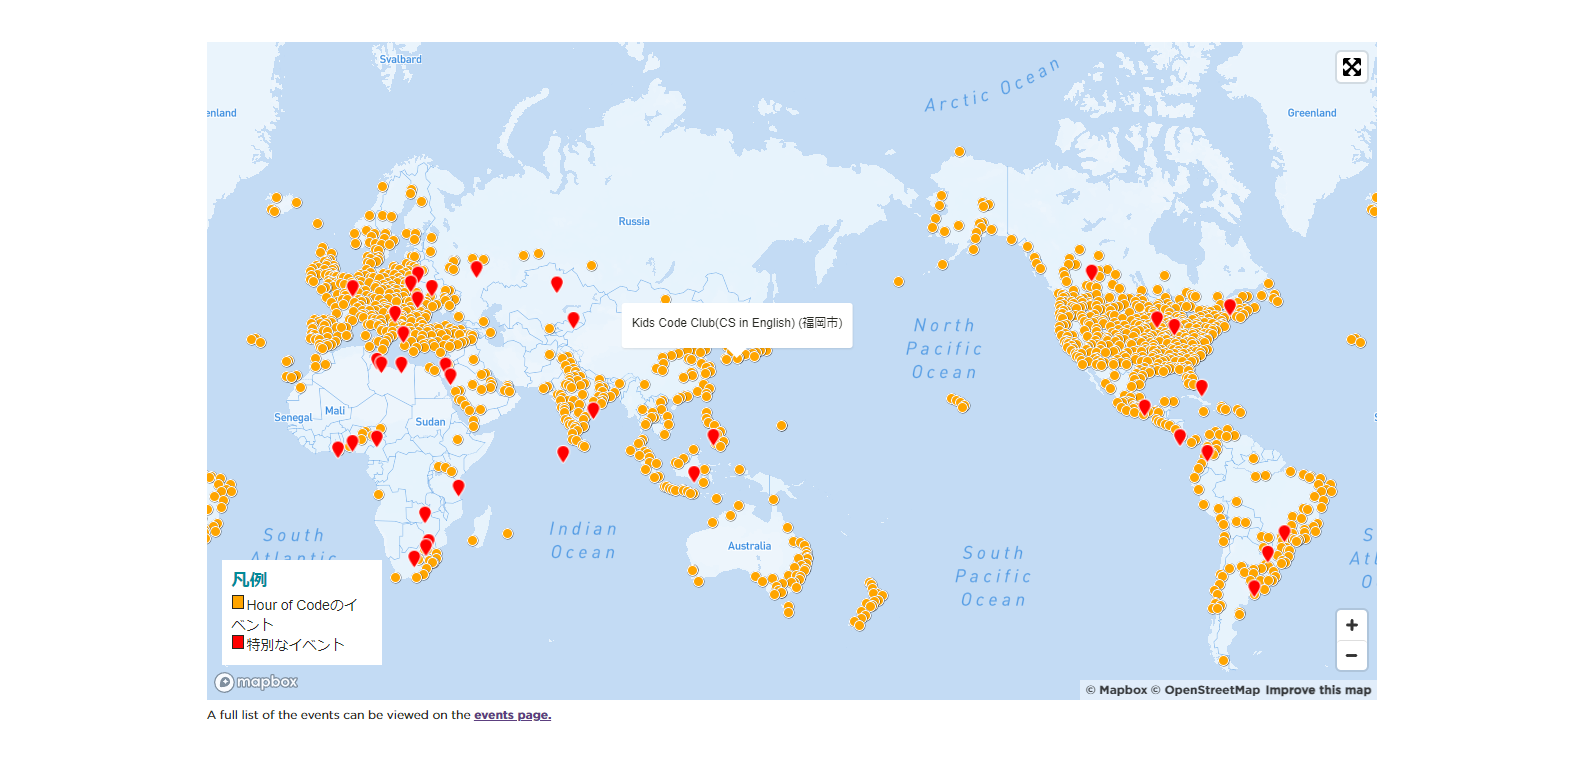 Svalbard
Arctic Ocean
enland
Greenland
Russia
Kids Code Club(CS in English) (福岡市)
North
Pacific
Ocean
Senegal
Mali
Sudan
Indian
Ocean
South
Atlantic
Australia
South
Pacific
Ocean
S
Atl
O
凡例
Hour of Codeのイ
ベント
特別なイベント
+
−
mapbox
© Mapbox © OpenStreetMap Improve this map
A full list of the events can be viewed on the events page.